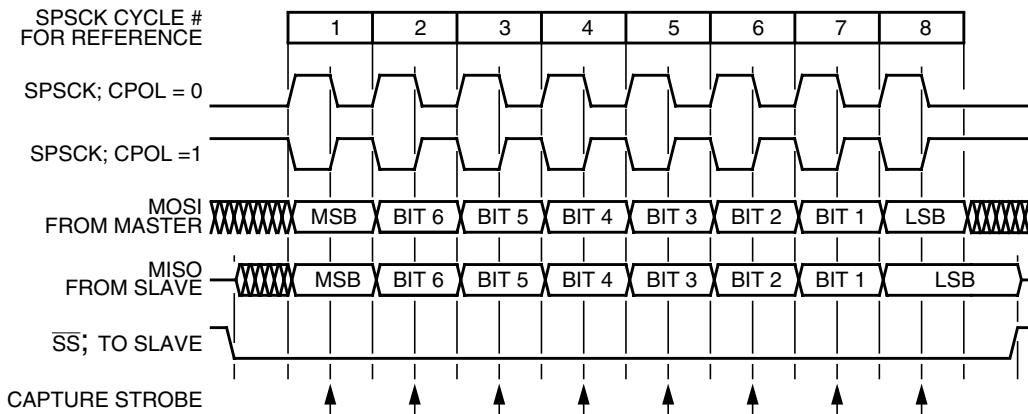 SPSCK CYCLE #
FOR REFERENCE
1 2 3 4 5 6 7 8
SPSCK; CPOL = 0
SPSCK; CPOL =1
MOSI
FROM MASTER
MSB BIT 6 BIT 5 BIT 4 BIT 3 BIT 2 BIT 1 LSB
MISO
FROM SLAVE
MSB BIT 6 BIT 5 BIT 4 BIT 3 BIT 2 BIT 1 LSB
SS; TO SLAVE
CAPTURE STROBE